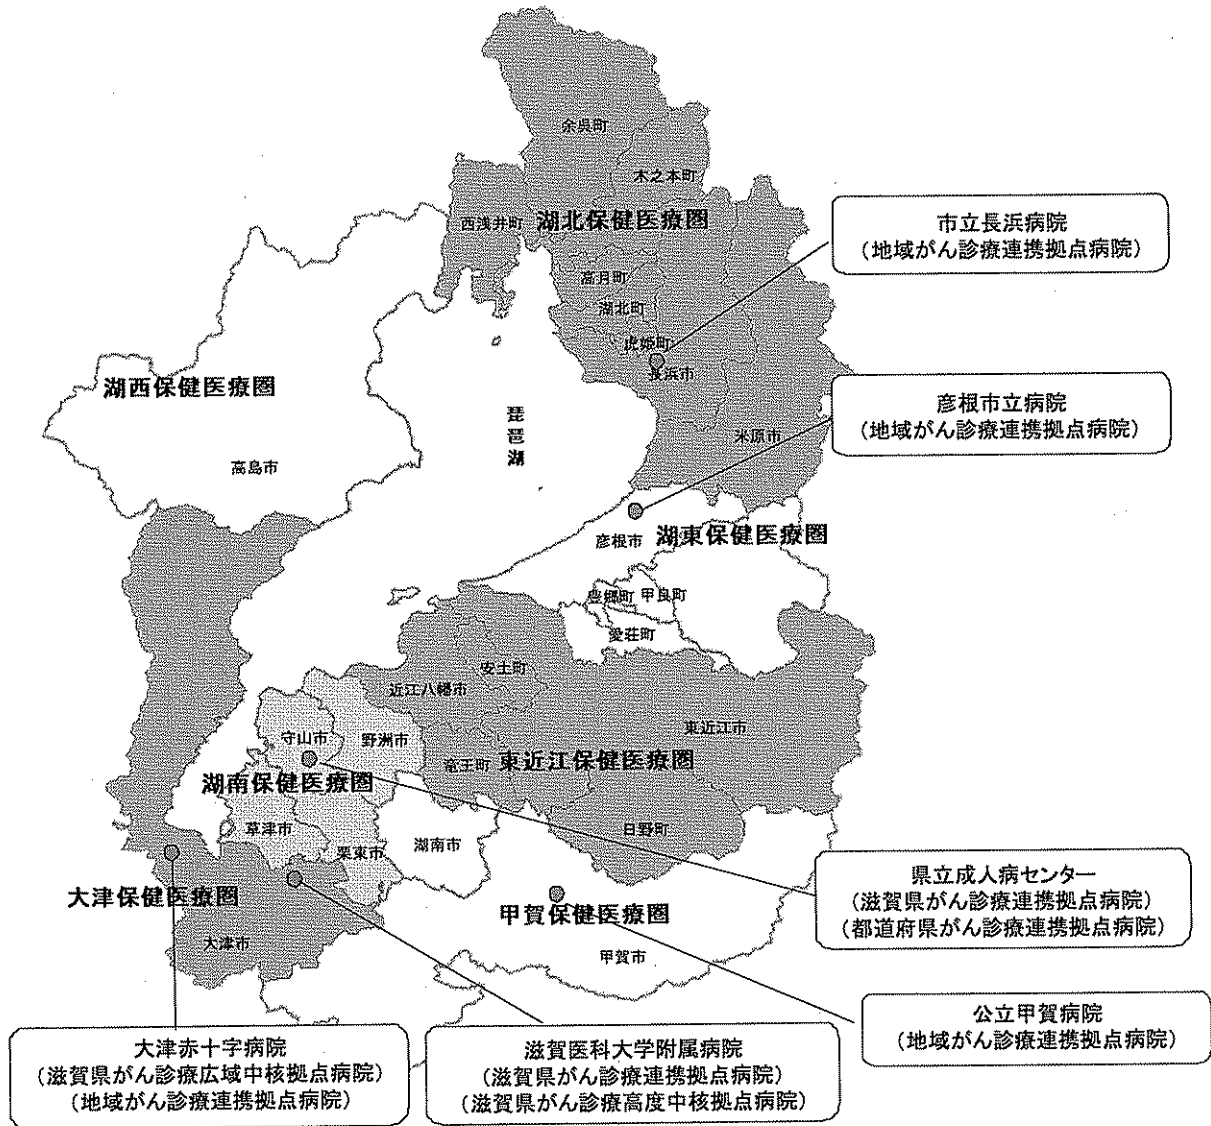 余呉町
木之本町
西浅井町
湖北保健医療圏
市立長浜病院
(地域がん診療連携拠点病院)
高月町
湖北町
虎姫町
長浜市
湖西保健医療圏
琵琶湖
彦根市立病院
(地域がん診療連携拠点病院)
米原市
高島市
彦根市
湖東保健医療圏
豊郷町
甲良町
愛荘町
安土町
近江八幡市
東近江市
守山市
野洲市
竜王町
東近江保健医療圏
湖南保健医療圏
草津市
日野町
湖南市
栗東市
大津保健医療圏
県立成人病センター
(滋賀県がん診療連携拠点病院)
(都道府県がん診療連携拠点病院)
甲賀保健医療圏
大津市
甲賀市
公立甲賀病院
(地域がん診療連携拠点病院)
大津赤十字病院
(滋賀県がん診療広域中核拠点病院)
(地域がん診療連携拠点病院)
滋賀医科大学附属病院
(滋賀県がん診療連携拠点病院)
(滋賀県がん診療高度中核拠点病院)